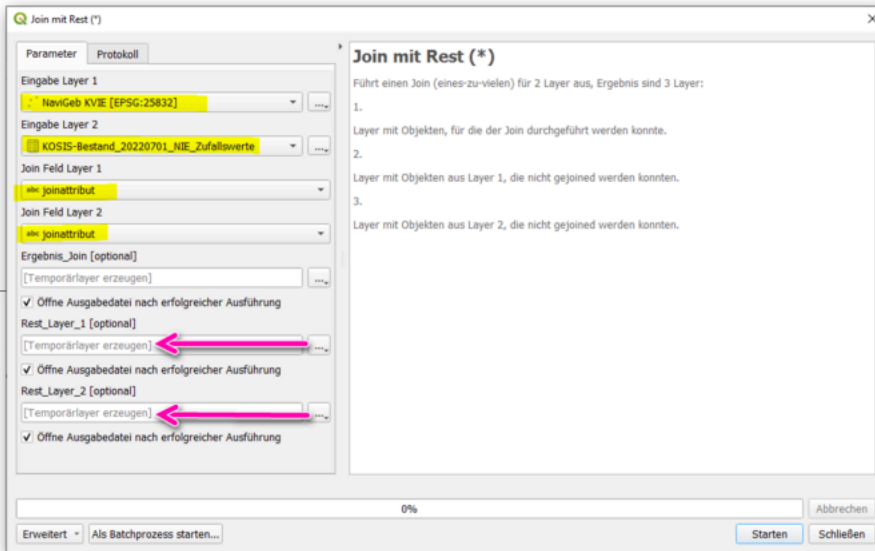 Join mit Rest (*)
Parameter
Protokoll
Eingabe Layer 1
NaviGeb KVIE [EPSG:25832]
...
Eingabe Layer 2
KOSIS-Bestand_20220701_NIE_Zufallswerte
...
Join Feld Layer 1
abc joinattribut
Join Feld Layer 2
abc joinattribut
Ergebnis_Join [optional]
[Temporärlayer erzeugen]
...
Öffne Ausgabedatei nach erfolgreicher Ausführung
Rest_Layer_1 [optional]
[Temporärlayer erzeugen]
...
Öffne Ausgabedatei nach erfolgreicher Ausführung
Rest_Layer_2 [optional]
[Temporärlayer erzeugen]
...
Öffne Ausgabedatei nach erfolgreicher Ausführung
Join mit Rest (*)
Führt einen Join (eines-zu-vielen) für 2 Layer aus, Ergebnis sind 3 Layer:
1.
Layer mit Objekten, für die der Join durchgeführt werden konnte.
2.
Layer mit Objekten aus Layer 1, die nicht gejoined werden konnten.
3.
Layer mit Objekten aus Layer 2, die nicht gejoined werden konnten.
0%
Abbrechen
Erweitert
Als Batchprozess starten...
Starten
Schließen